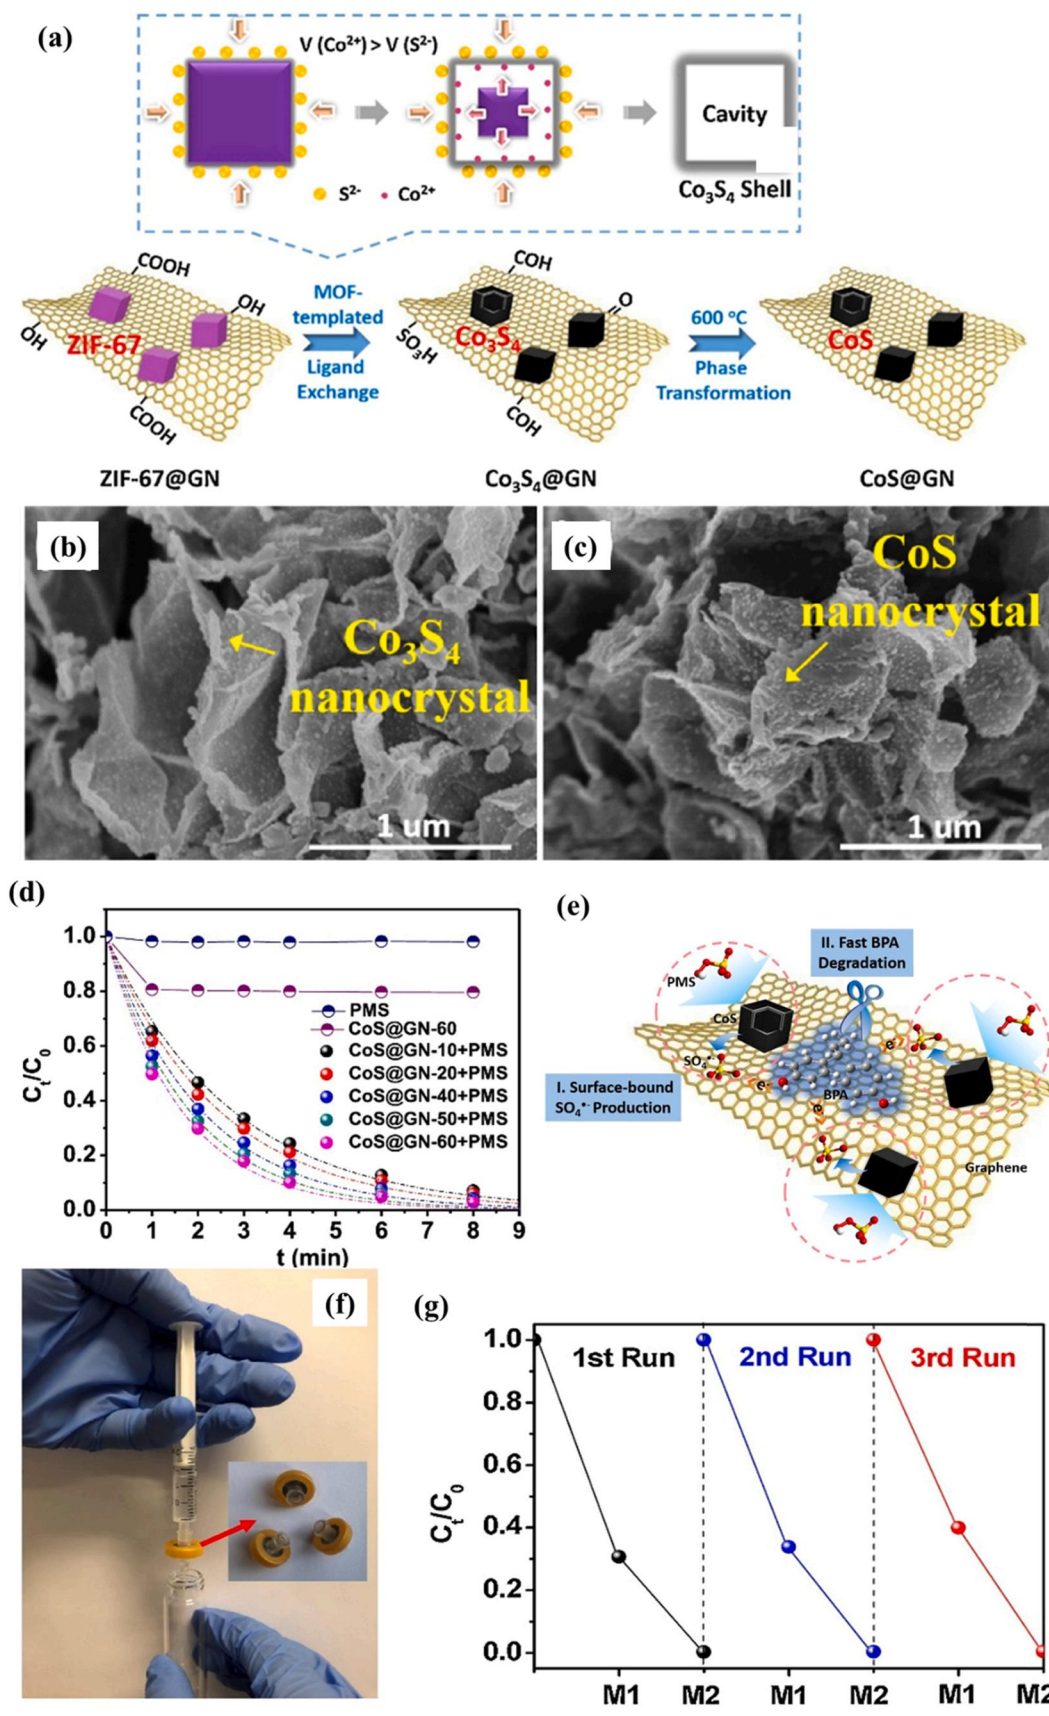 (a)
V (Co²⁺) > V (S²⁻)
S²⁻ Co²⁺
Cavity
Co₃S₄ Shell
COOH
OH
OH
ZIF-67
COOH
MOF-
templated
Ligand
Exchange
COH
O
SO₃H
Co₃S₄
COH
600 °C
Phase
Transformation
CoS
ZIF-67@GN
Co₃S₄@GN
CoS@GN
(b)
Co₃S₄
nanocrystal
1 um
(c)
CoS
nanocrystal
1 um
(d)
Cₜ/C₀
1.0
0.8
0.6
0.4
0.2
0.0
PMS
CoS@GN-60
CoS@GN-10+PMS
CoS@GN-20+PMS
CoS@GN-40+PMS
CoS@GN-50+PMS
CoS@GN-60+PMS
0 1 2 3 4 5 6 7 8 9
t (min)
(e)
II. Fast BPA
Degradation
PMS
CoS
SO₄•⁻
I. Surface-bound
SO₄•⁻ Production
e⁻
e⁻
e⁻
BPA
Graphene
(f)
(g)
Cₜ/C₀
1.0
0.8
0.6
0.4
0.2
0.0
1st Run
2nd Run
3rd Run
M1 M2 M1 M2 M1 M2